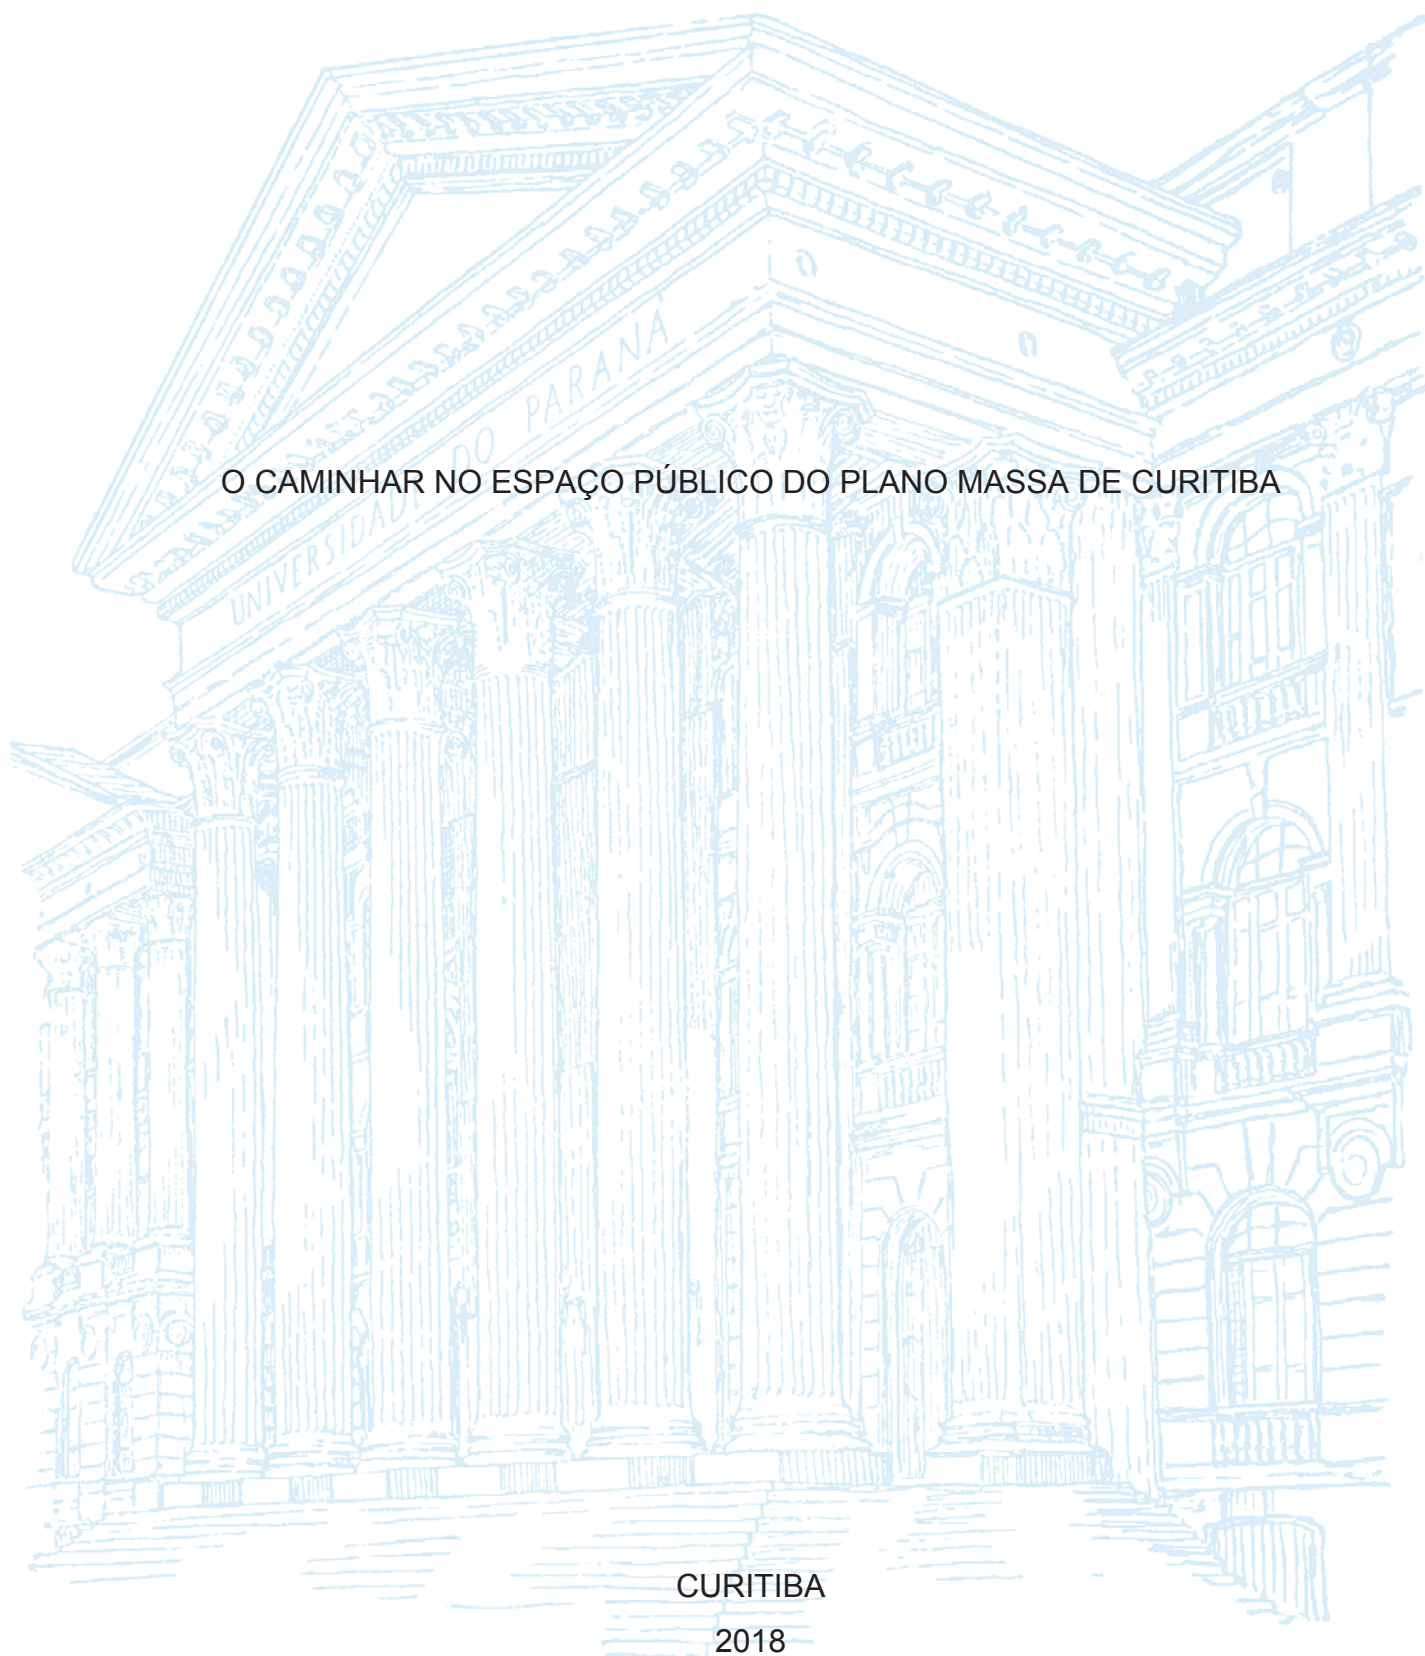 UNIVERSIDADE DO PARANÁ
O CAMINHAR NO ESPAÇO PÚBLICO DO PLANO MASSA DE CURITIBA
CURITIBA
2018